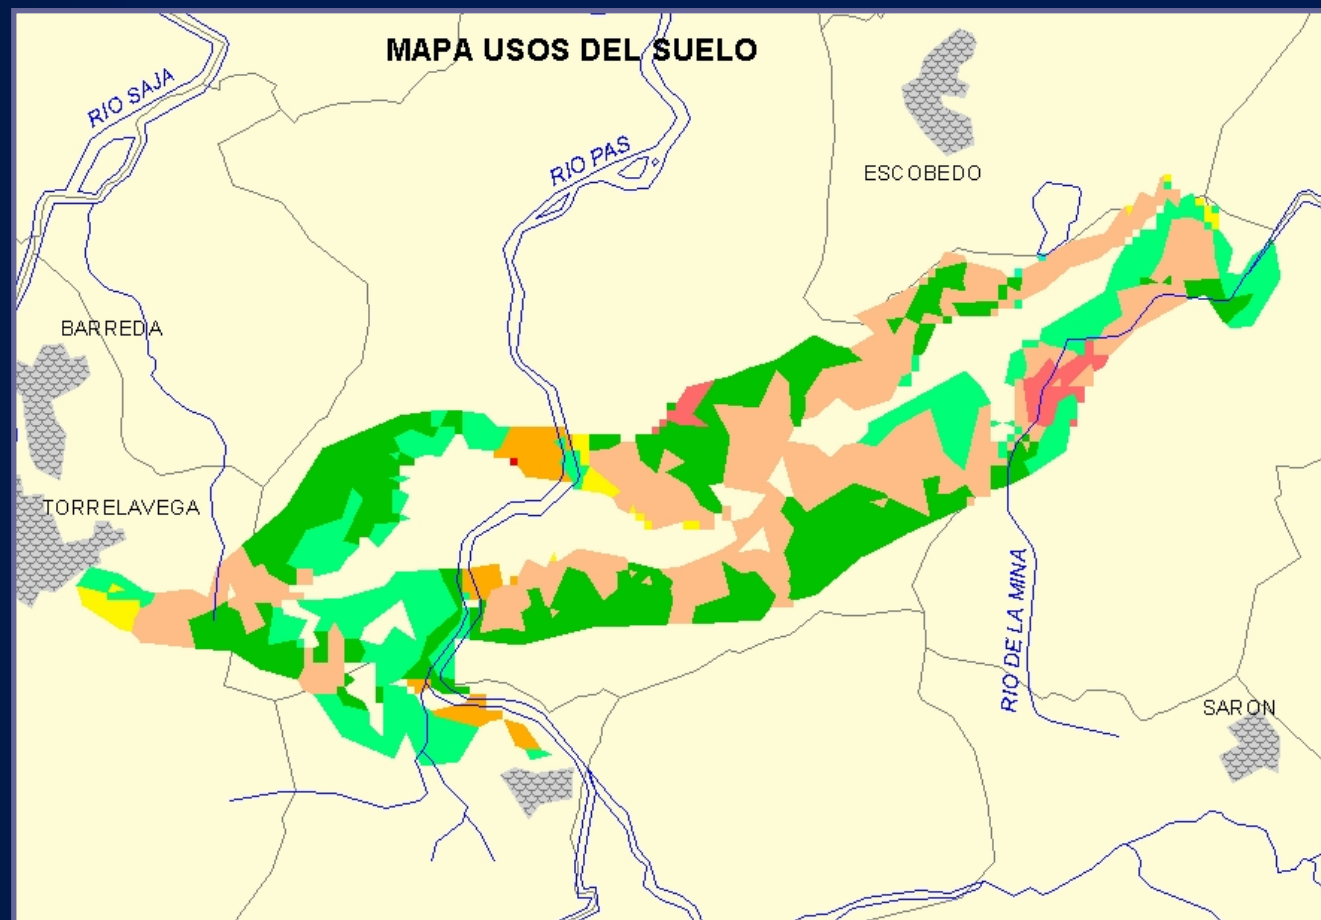 MAPA USOS DEL SUELO
RIO SAJA
RIO PAS
ESCOBEDO
BARREDA
TORRELAVEGA
RIO DE LA MINA
SARON